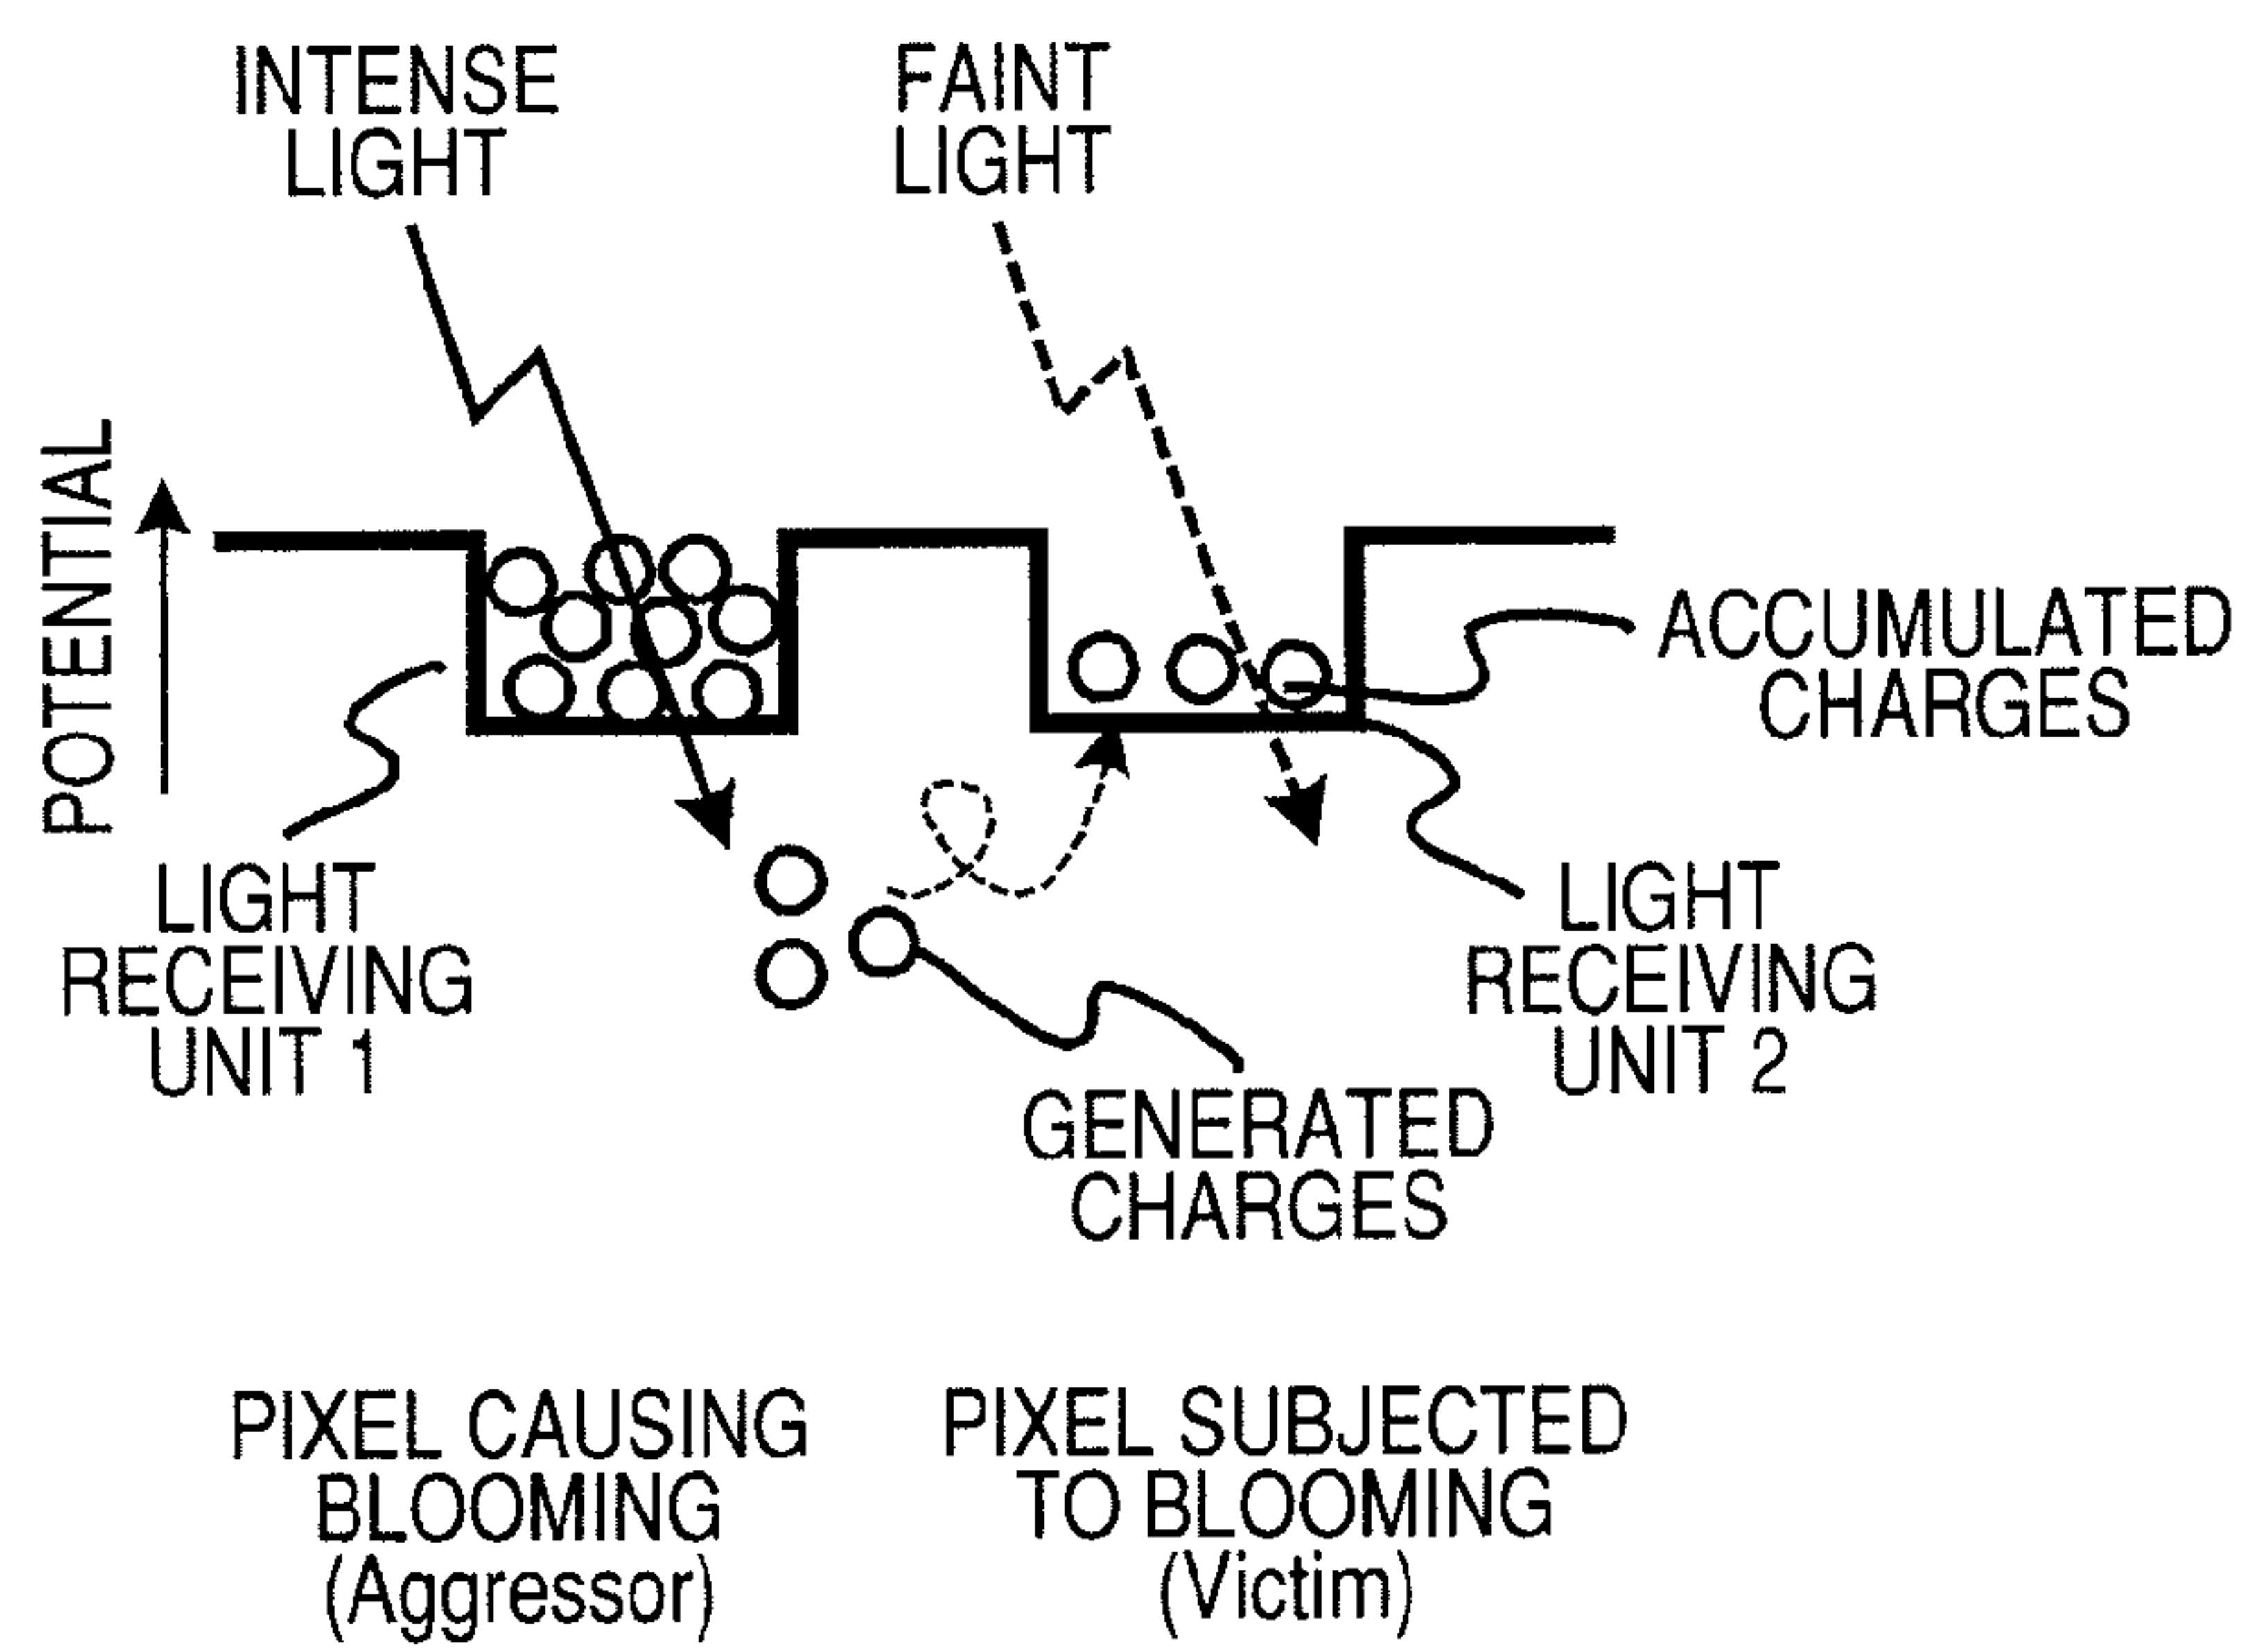 INTENSE
LIGHT
FAINT
LIGHT
POTENTIAL
ACCUMULATED
CHARGES
LIGHT
RECEIVING
UNIT 1
LIGHT
RECEIVING
UNIT 2
GENERATED
CHARGES
PIXEL CAUSING
BLOOMING
(Aggressor)
PIXEL SUBJECTED
TO BLOOMING
(Victim)